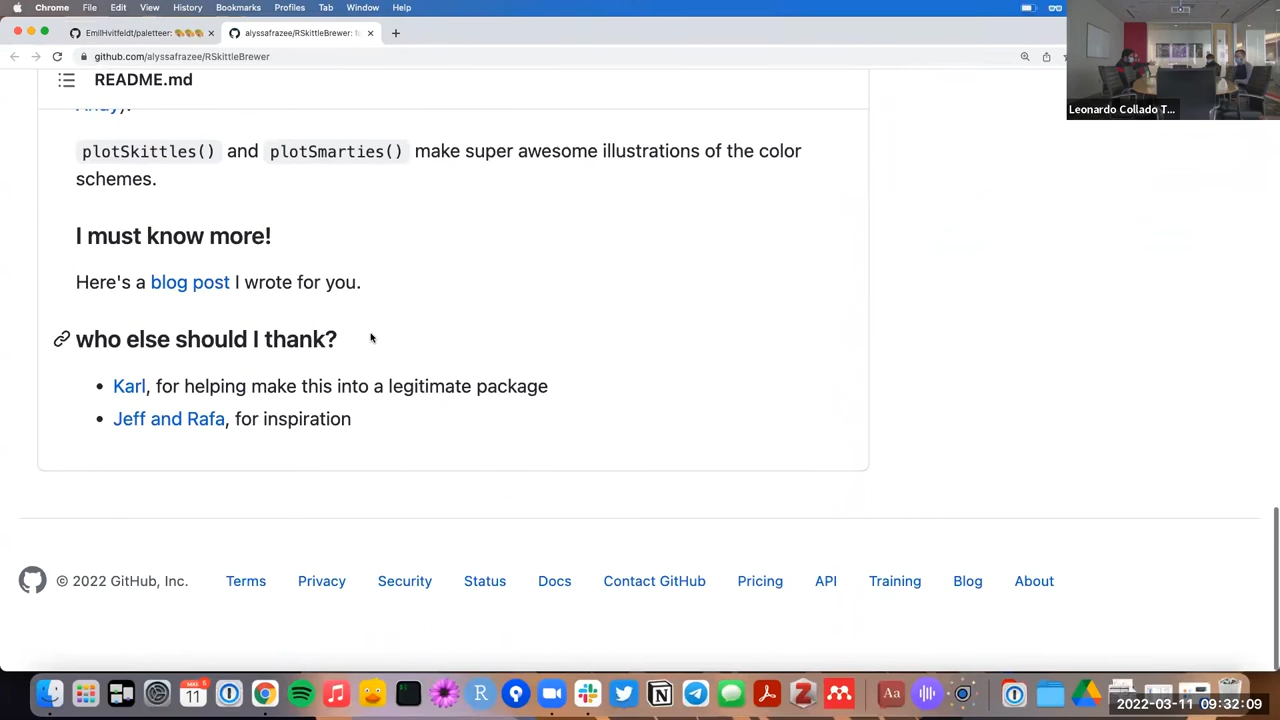 Chrome File Edit View History Bookmarks Profiles Tab Window Help
EmilHvitfeldt/paletteer: 🎨🎨🎨
alyssafrazee/RSkittleBrewer: f
github.com/alyssafrazee/RSkittleBrewer
README.md
plotSkittles() and plotSmarties() make super awesome illustrations of the color
schemes.
I must know more!
Here's a blog post I wrote for you.
who else should I thank?
Karl, for helping make this into a legitimate package
Jeff and Rafa, for inspiration
© 2022 GitHub, Inc. Terms Privacy Security Status Docs Contact GitHub Pricing API Training Blog About
Leonardo Collado T...
11
R
Aa
2022-03-11 09:32:09